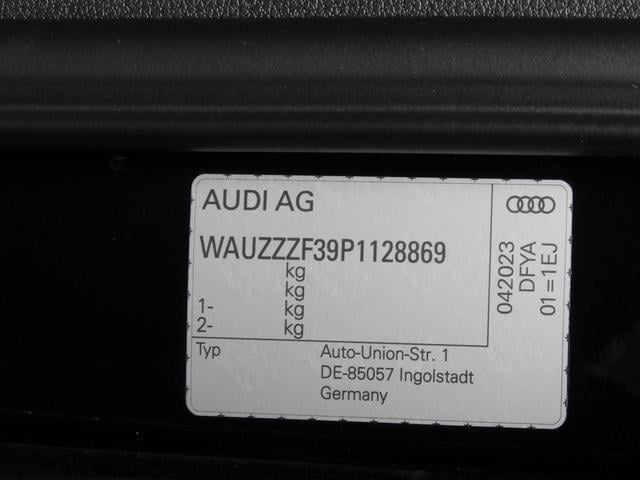 AUDI AG
WAUZZZF39P1128869
kg
kg
1- kg
2- kg
Typ
Auto-Union-Str. 1
DE-85057 Ingolstadt
Germany
042023
DFYA
01=1EJ